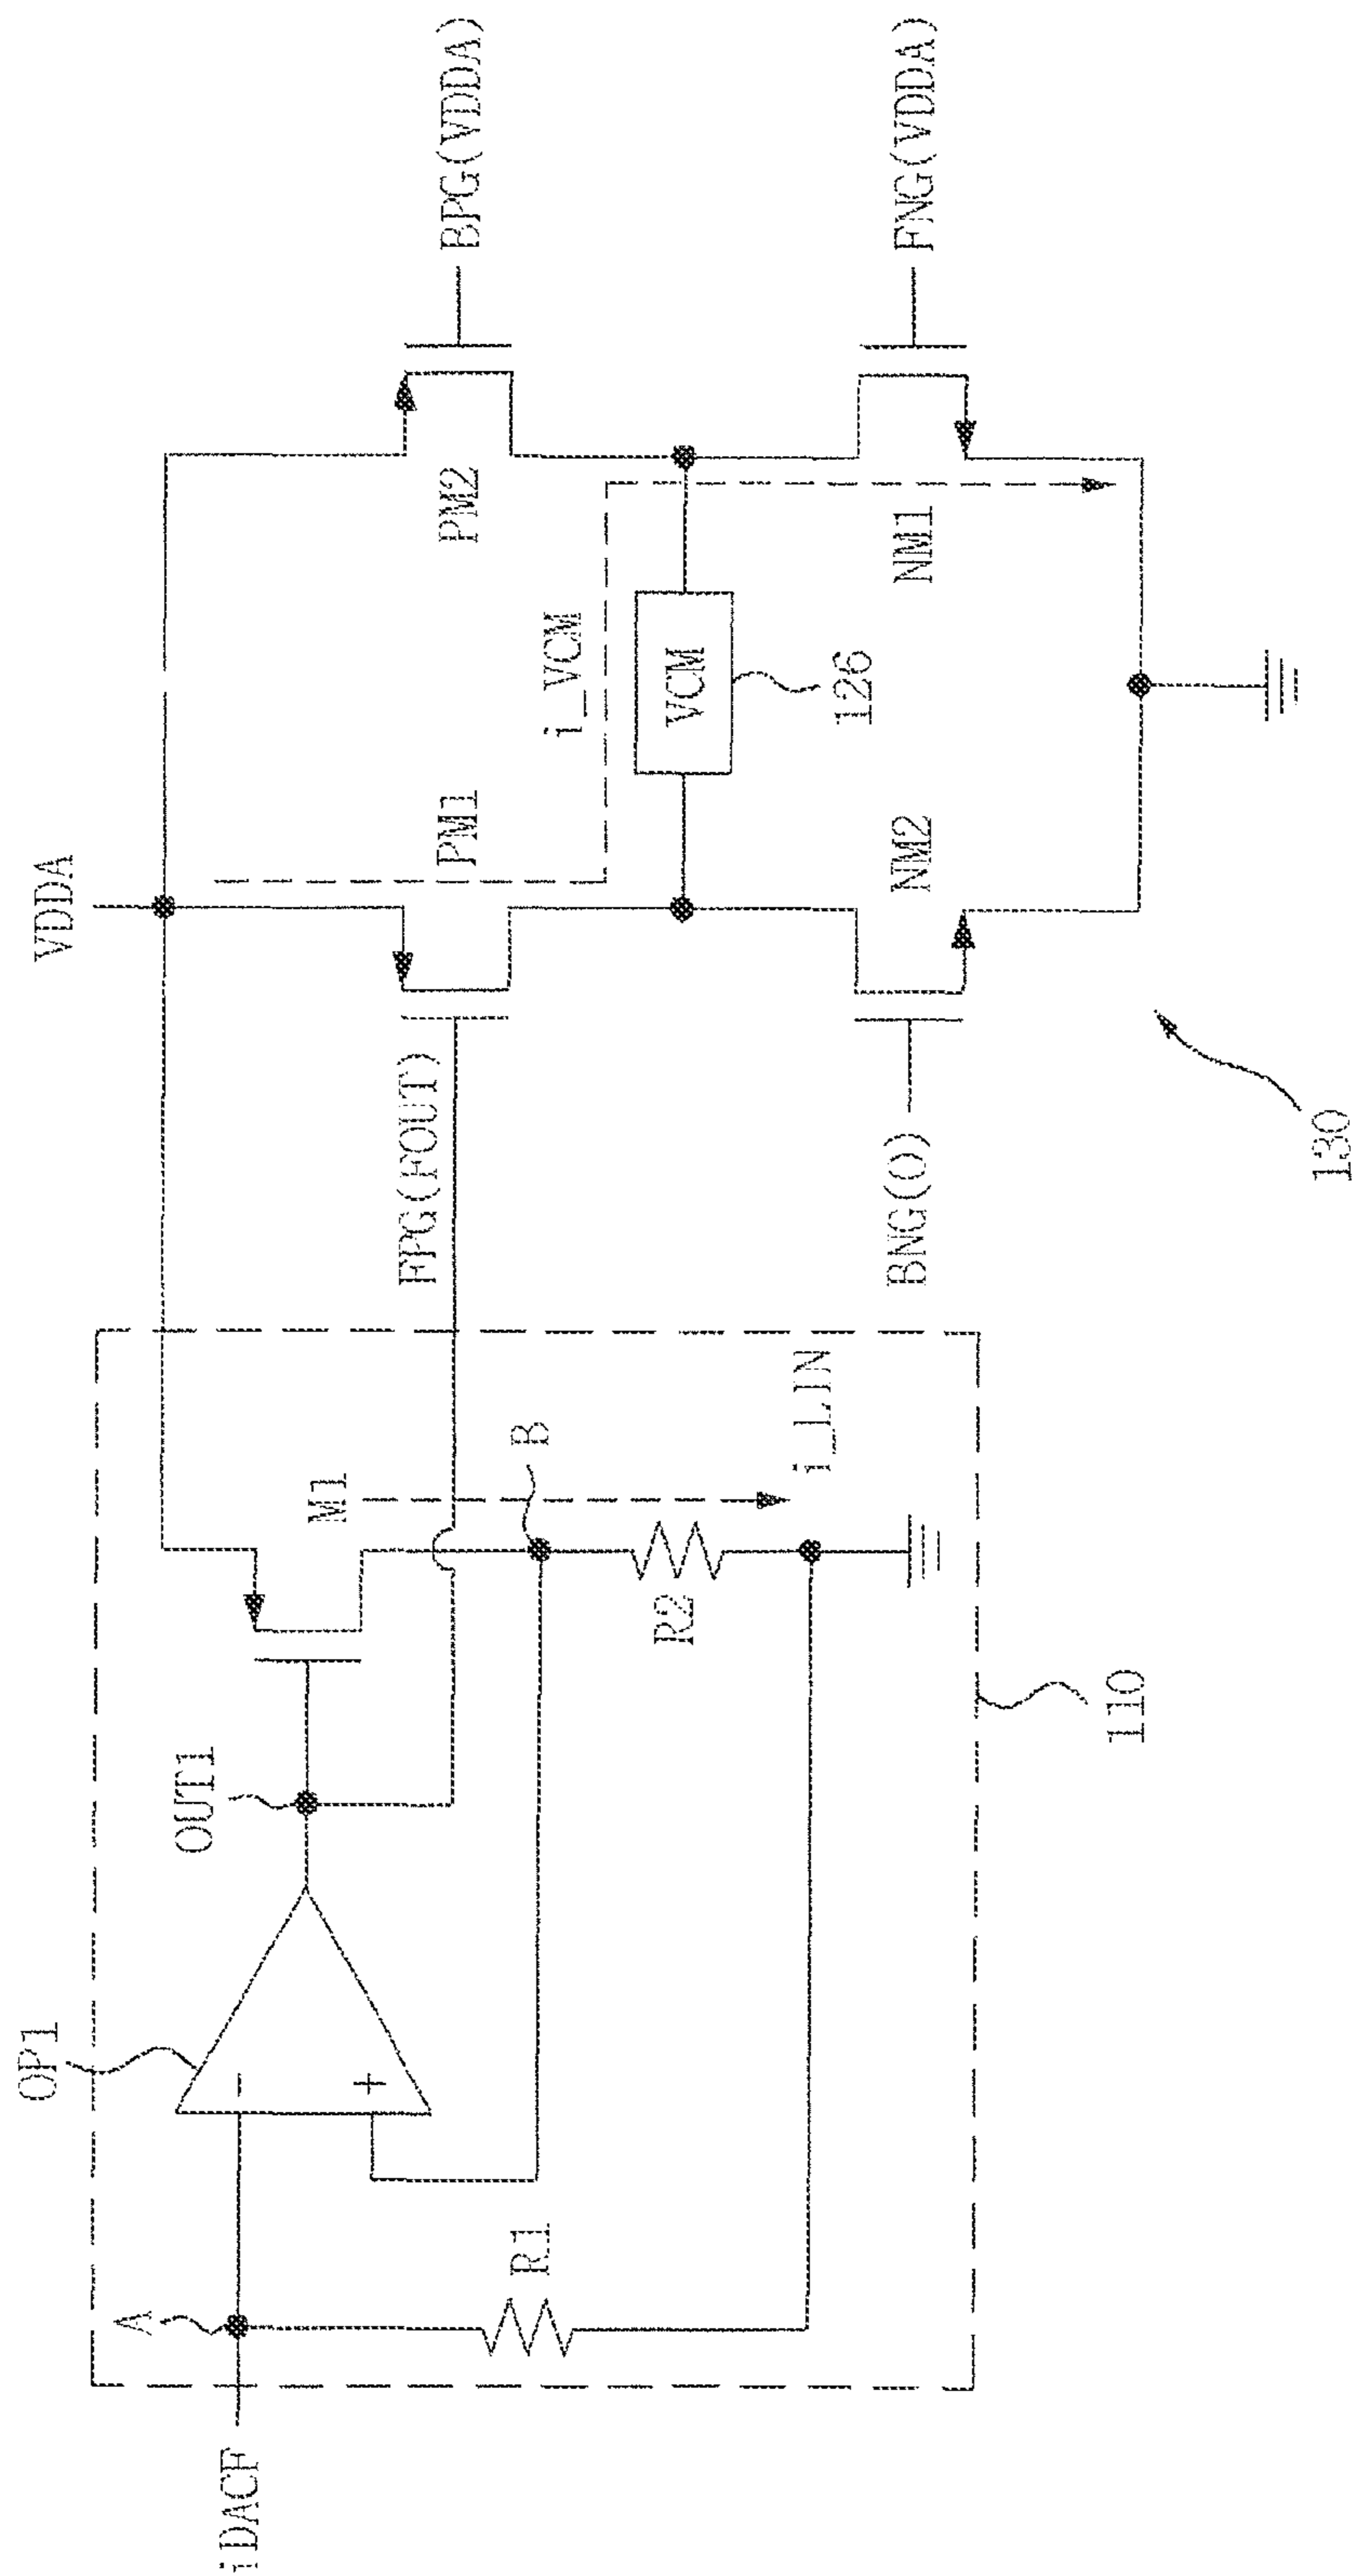 VDDA
OP1
OUT1
M1
PM1
PM2
BPG(VDDA)
FPG(FOUT)
i_VCM
A
iDACF
R1
B
R2
i_LIN
VCM
126
NM2
NM1
BNG(0)
FNG(VDDA)
110
130